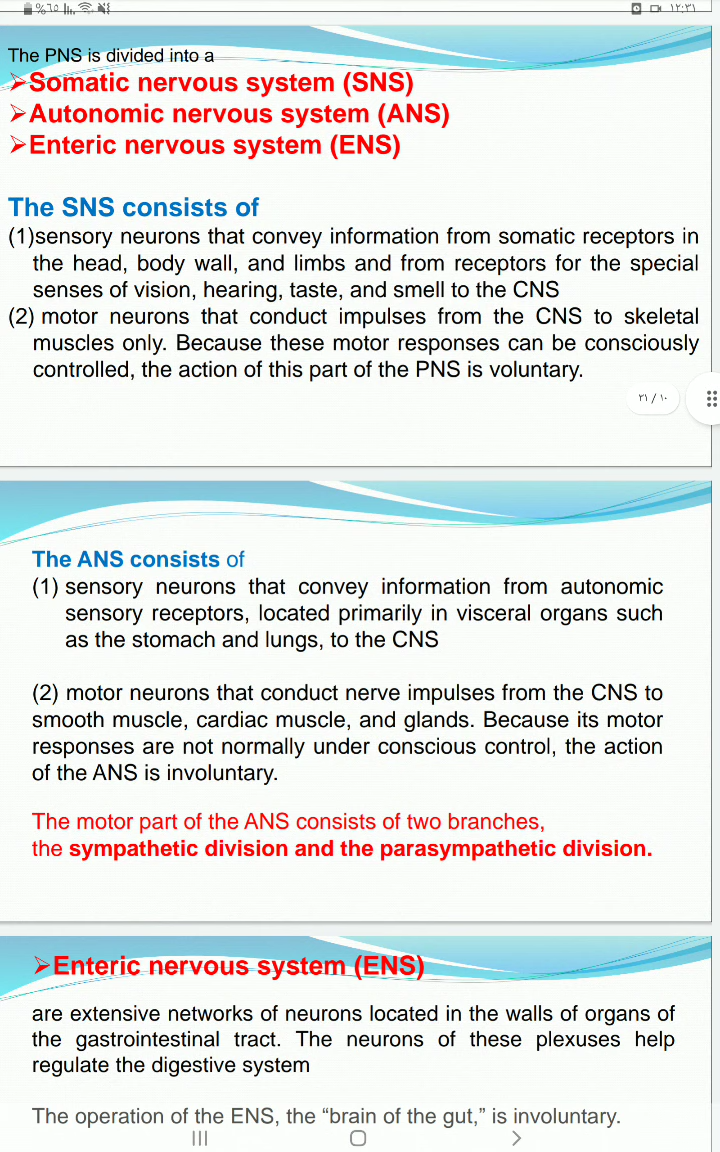 %٦٥ ١٢:٣١
The PNS is divided into a
➢Somatic nervous system (SNS)
➢Autonomic nervous system (ANS)
➢Enteric nervous system (ENS)
The SNS consists of
(1)sensory neurons that convey information from somatic receptors in
the head, body wall, and limbs and from receptors for the special
senses of vision, hearing, taste, and smell to the CNS
(2) motor neurons that conduct impulses from the CNS to skeletal
muscles only. Because these motor responses can be consciously
controlled, the action of this part of the PNS is voluntary.
٢١ / ١٠
The ANS consists of
(1) sensory neurons that convey information from autonomic
sensory receptors, located primarily in visceral organs such
as the stomach and lungs, to the CNS
(2) motor neurons that conduct nerve impulses from the CNS to
smooth muscle, cardiac muscle, and glands. Because its motor
responses are not normally under conscious control, the action
of the ANS is involuntary.
The motor part of the ANS consists of two branches,
the sympathetic division and the parasympathetic division.
➢Enteric nervous system (ENS)
are extensive networks of neurons located in the walls of organs of
the gastrointestinal tract. The neurons of these plexuses help
regulate the digestive system
The operation of the ENS, the “brain of the gut,” is involuntary.